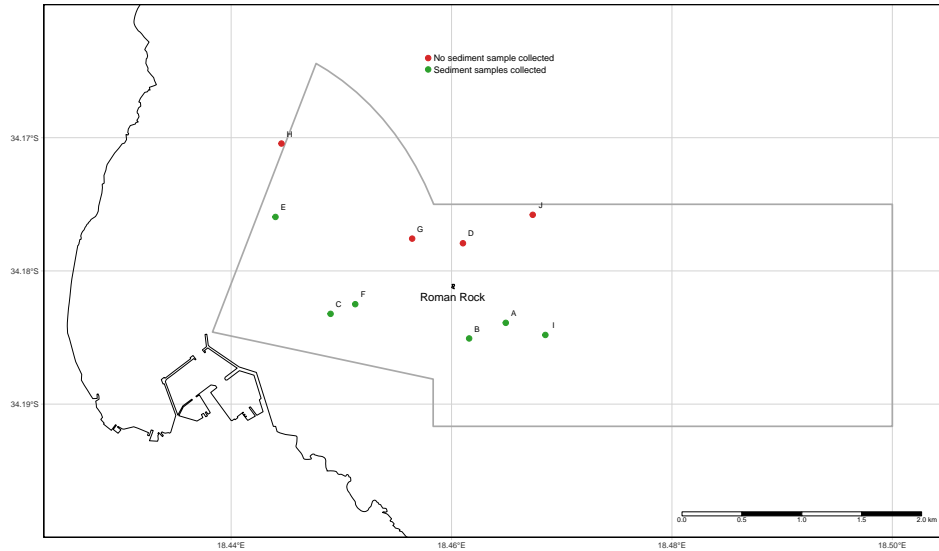 No sediment sample collected
Sediment samples collected
34.17°S
H
E
J
G
D
34.18°S
Roman Rock
F
C
A
B
I
34.19°S
0.0 0.5 1.0 1.5 2.0 km
18.44°E 18.46°E 18.48°E 18.50°E